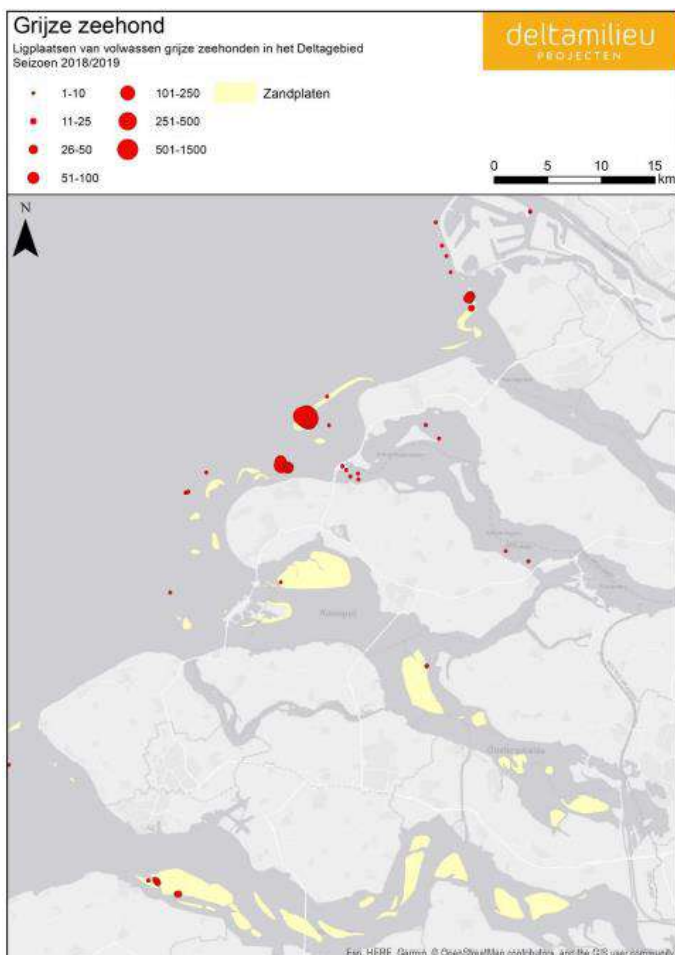 Grijze zeehond
Ligplaatsen van volwassen grijze zeehonden in het Deltagebied
Seizoen 2018/2019
deltamilieu
PROJECTEN
1-10
101-250
Zandplaten
11-25
251-500
26-50
501-1500
51-100
0 5 10 15
km
N
Esri, HERE, Garmin, © OpenStreetMap contributors, and the GIS user community